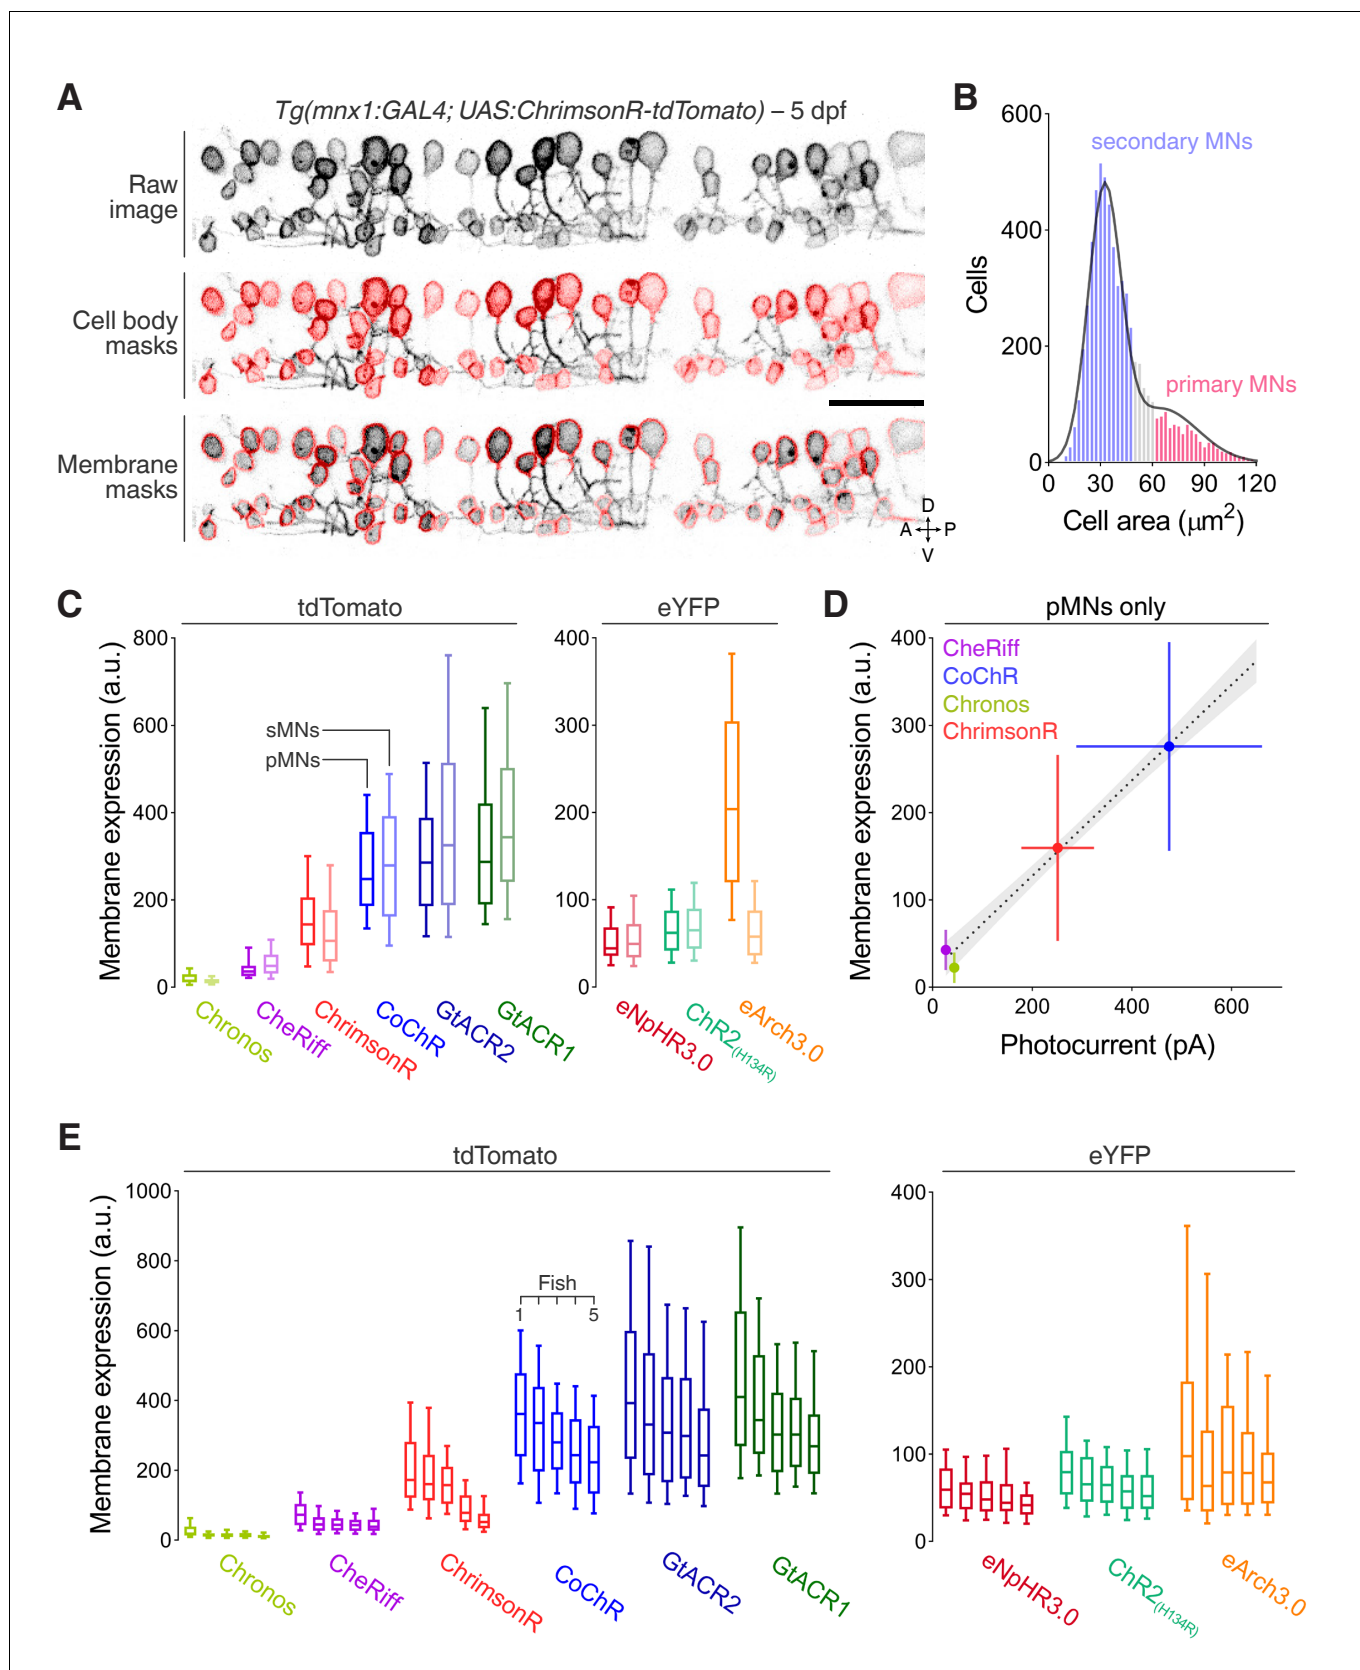 A
Tg(mnx1:GAL4; UAS:ChrimsonR-tdTomato) – 5 dpf
Raw
image
Cell body
masks
Membrane
masks
D
A P
V
B
600
400
200
0
Cells
secondary MNs
primary MNs
0 30 60 90 120
Cell area (μm2)
C
tdTomato
eYFP
Membrane expression (a.u.)
800
600
400
200
0
sMNs
pMNs
Chronos
CheRiff
ChrimsonR
CoChR
GtACR2
GtACR1
400
300
200
100
0
eNpHR3.0
ChR2(H134R)
eArch3.0
D
pMNs only
Membrane expression (a.u.)
400
300
200
100
0
CheRiff
CoChR
Chronos
ChrimsonR
0 200 400 600
Photocurrent (pA)
E
tdTomato
eYFP
Membrane expression (a.u.)
1000
800
600
400
200
0
Fish
1 5
Chronos
CheRiff
ChrimsonR
CoChR
GtACR2
GtACR1
400
300
200
100
0
eNpHR3.0
ChR2(H134R)
eArch3.0